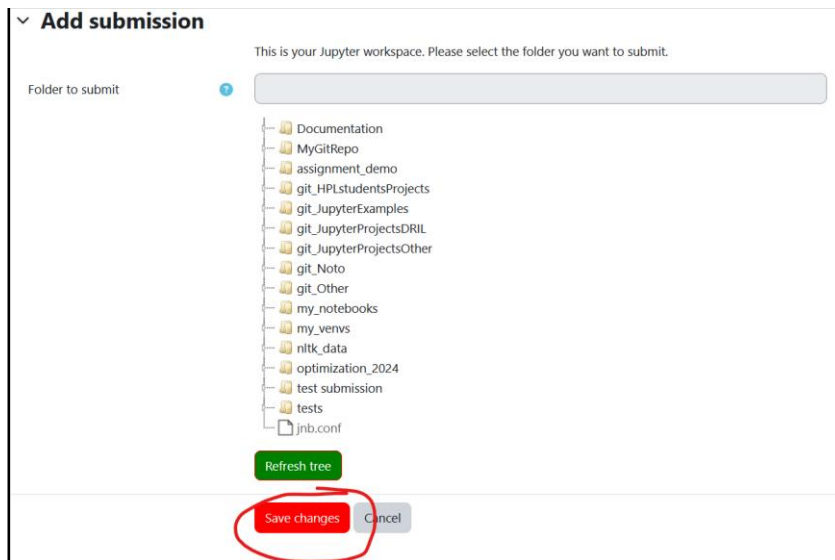 Add submission
This is your Jupyter workspace. Please select the folder you want to submit.
Folder to submit ?
Documentation
MyGitRepo
assignment_demo
git_HPLstudentsProjects
git_JupyterExamples
git_JupyterProjectsDRIL
git_JupyterProjectsOther
git_Noto
git_Other
my_notebooks
my_venvs
nltk_data
optimization_2024
test submission
tests
jnb.conf
Refresh tree
Save changes Cancel